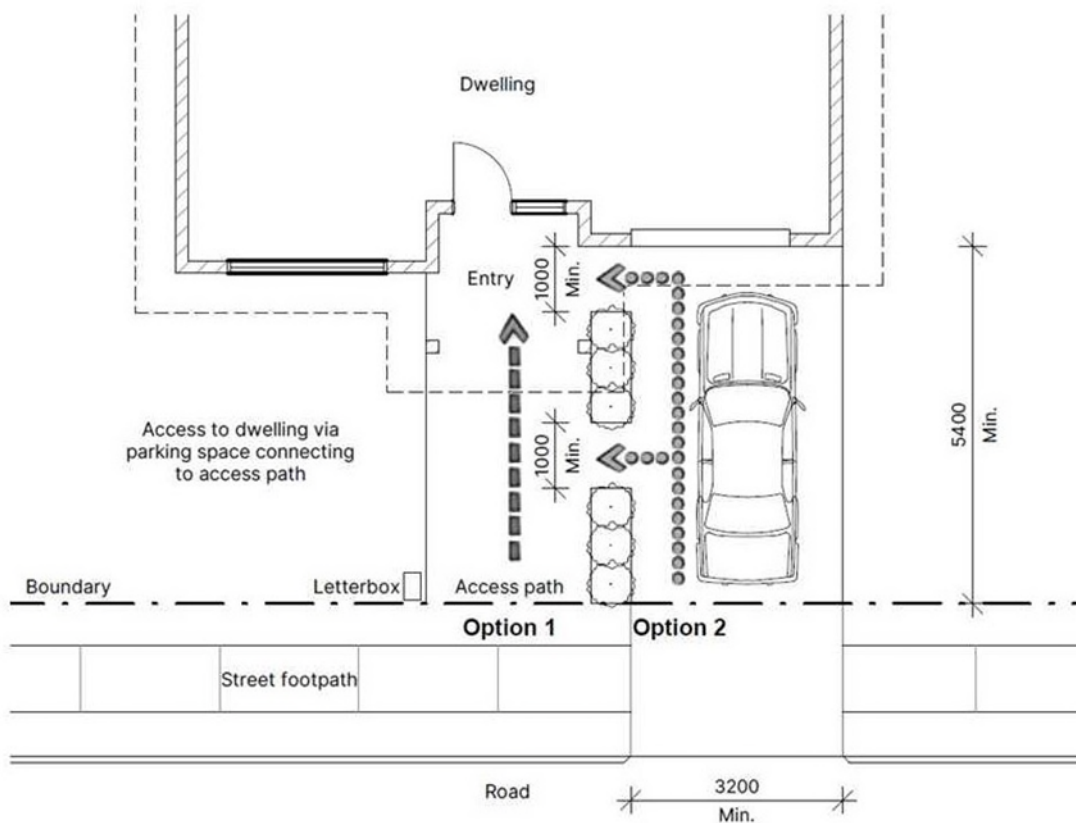 Dwelling
Entry
1000
Min.
Access to dwelling via
parking space connecting
to access path
1000
Min.
5400
Min.
Boundary
Letterbox
Access path
Option 1
Option 2
Street footpath
Road
3200
Min.